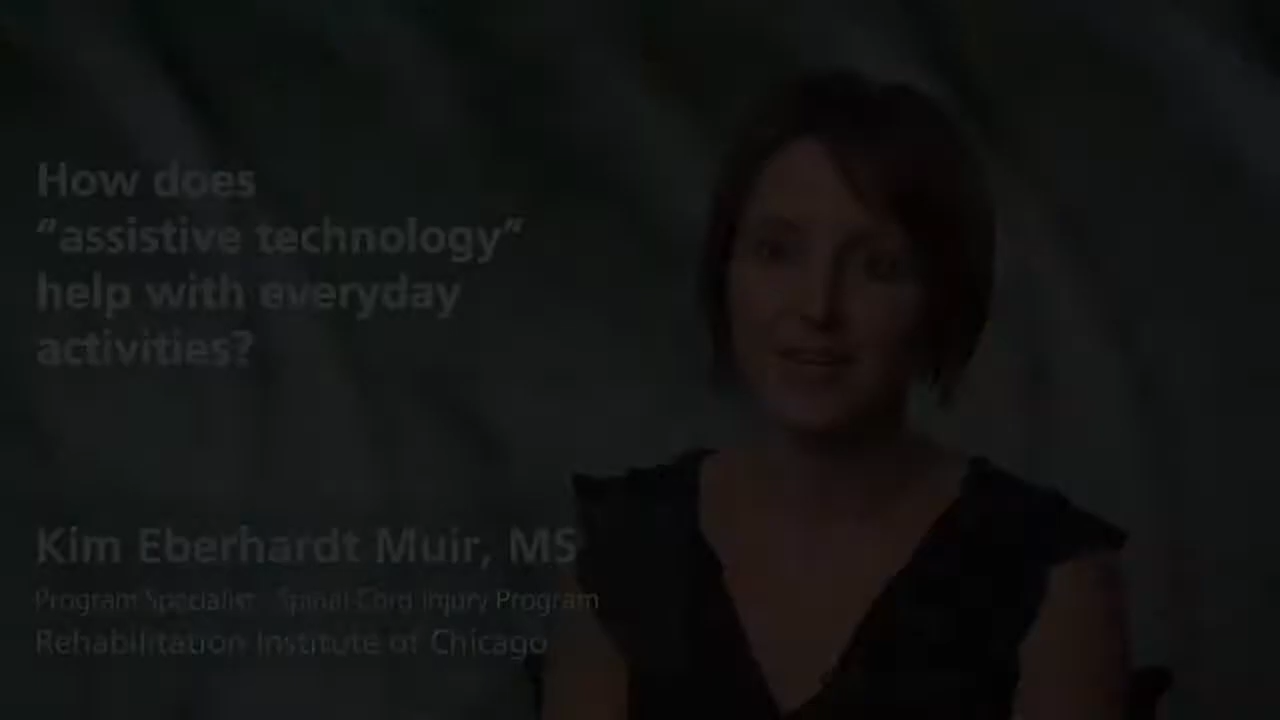 How does
“assistive technology”
help with everyday
activities?
Kim Eberhardt Muir, MS
Program Specialist - Spinal Cord Injury Program
Rehabilitation Institute of Chicago